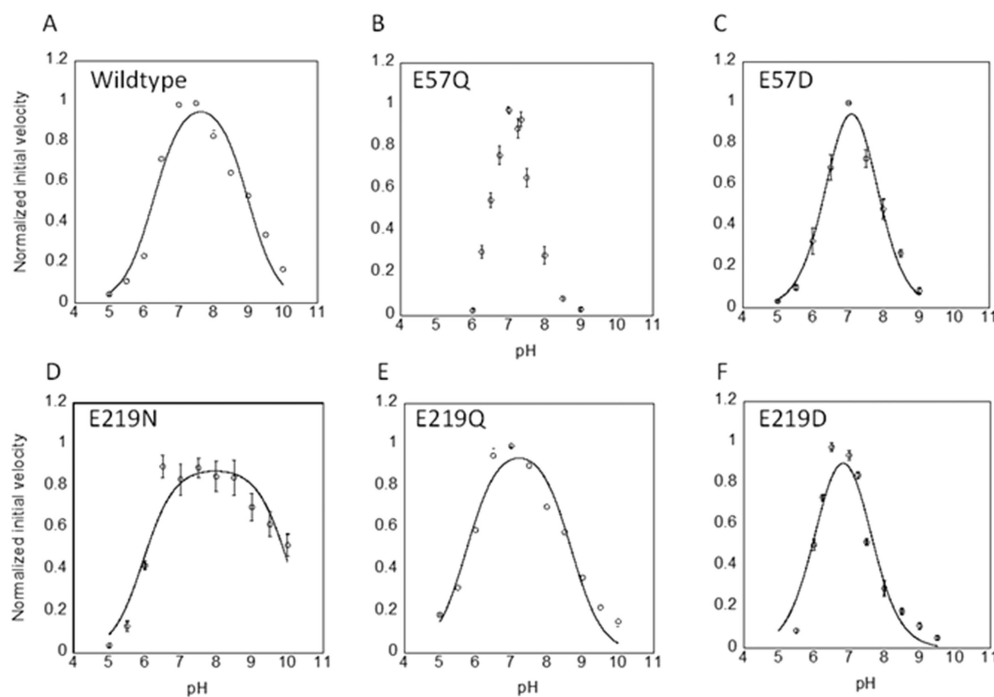 A B C
1.2 1.2 1.2
Wildtype E57Q E57D
1 1 1
0.8 0.8 0.8
0.6 0.6 0.6
0.4 0.4 0.4
0.2 0.2 0.2
0 0 0
4 5 6 7 8 9 10 11 4 5 6 7 8 9 10 11 4 5 6 7 8 9 10 11
pH pH
Normalized initial velocity
D E F
1.2 1.2 1.2
E219N E219Q E219D
1 1 1
0.8 0.8 0.8
0.6 0.6 0.6
0.4 0.4 0.4
0.2 0.2 0.2
0 0 0
4 5 6 7 8 9 10 11 4 5 6 7 8 9 10 11 4 5 6 7 8 9 10 11
pH pH pH
Normalized initial velocity